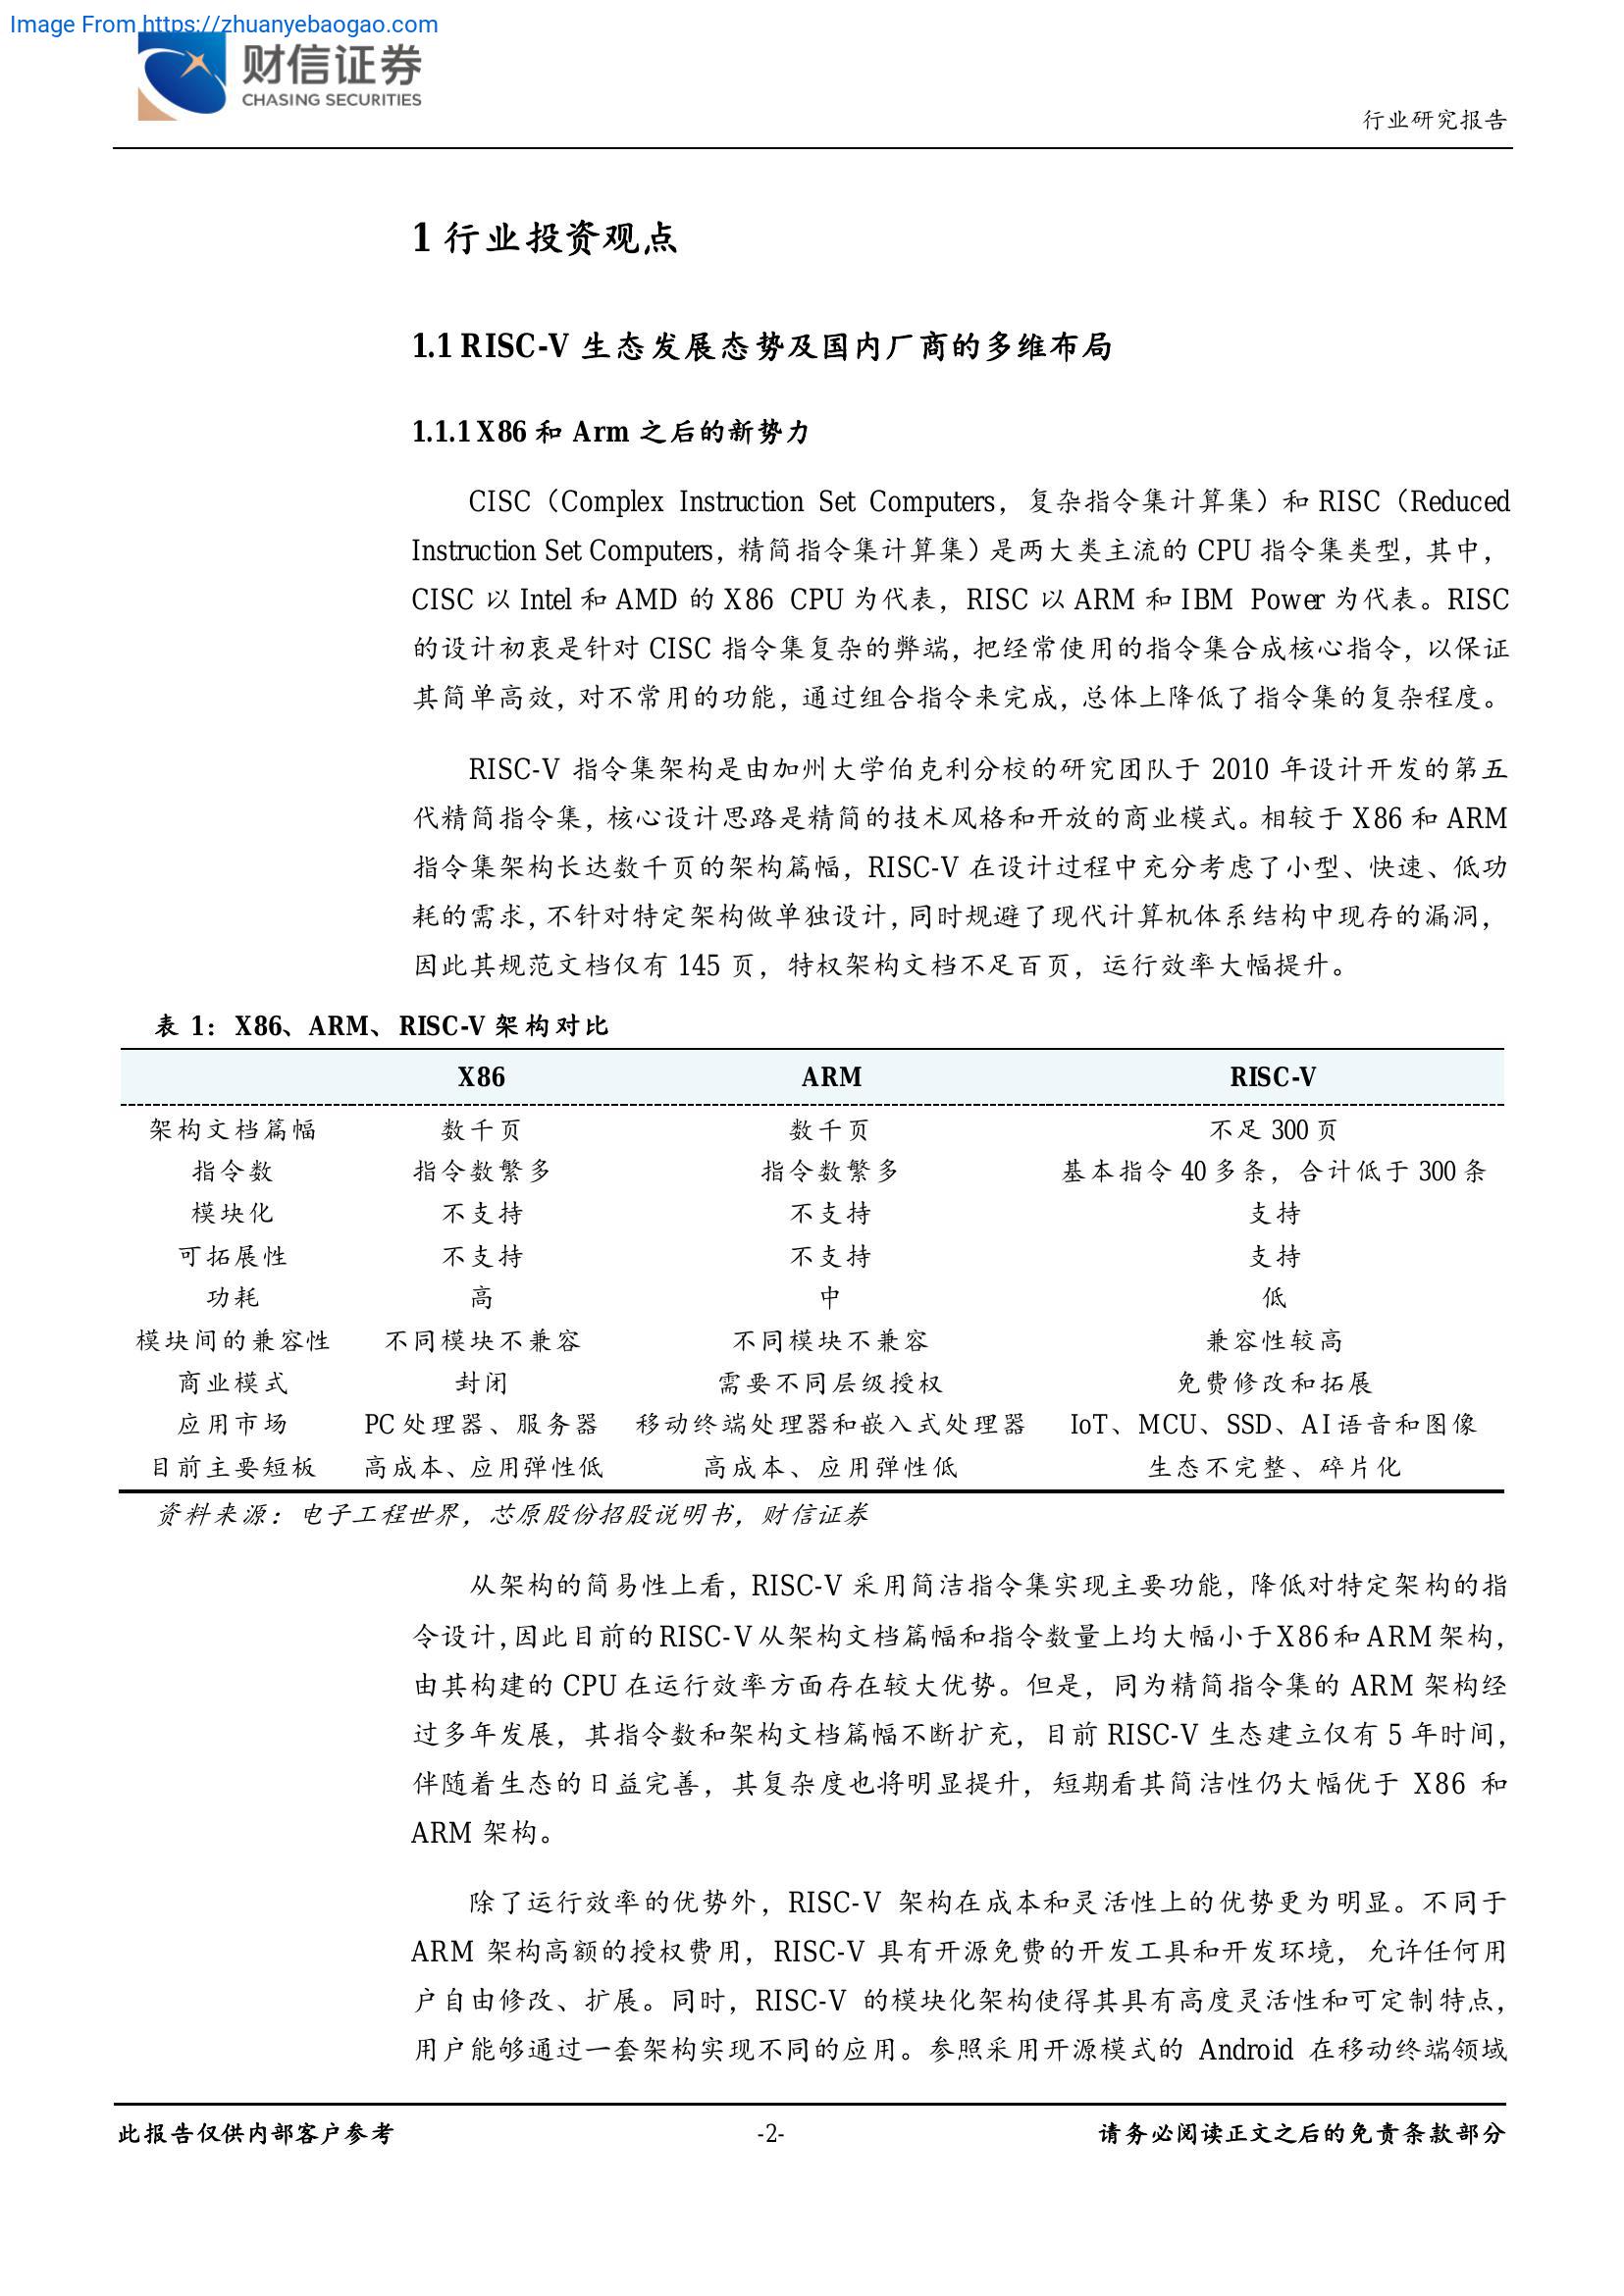 Image From https://zhuanyebaogao.com
财信证券
CHASING SECURITIES
行业研究报告
1 行业投资观点
1.1 RISC-V 生态发展态势及国内厂商的多维布局
1.1.1 X86 和 Arm 之后的新势力
CISC（Complex Instruction Set Computers，复杂指令集计算集）和 RISC（Reduced
Instruction Set Computers，精简指令集计算集）是两大类主流的 CPU 指令集类型，其中，
CISC 以 Intel 和 AMD 的 X86 CPU 为代表，RISC 以 ARM 和 IBM Power 为代表。RISC
的设计初衷是针对 CISC 指令集复杂的弊端，把经常使用的指令集合成核心指令，以保证
其简单高效，对不常用的功能，通过组合指令来完成，总体上降低了指令集的复杂程度。
RISC-V 指令集架构是由加州大学伯克利分校的研究团队于 2010 年设计开发的第五
代精简指令集，核心设计思路是精简的技术风格和开放的商业模式。相较于 X86 和 ARM
指令集架构长达数千页的架构篇幅，RISC-V 在设计过程中充分考虑了小型、快速、低功
耗的需求，不针对特定架构做单独设计，同时规避了现代计算机体系结构中现存的漏洞，
因此其规范文档仅有 145 页，特权架构文档不足百页，运行效率大幅提升。
表 1：X86、ARM、RISC-V 架构对比
X86 ARM RISC-V
架构文档篇幅 数千页 数千页 不足 300 页
指令数 指令数繁多 指令数繁多 基本指令 40 多条，合计低于 300 条
模块化 不支持 不支持 支持
可拓展性 不支持 不支持 支持
功耗 高 中 低
模块间的兼容性 不同模块不兼容 不同模块不兼容 兼容性较高
商业模式 封闭 需要不同层级授权 免费修改和拓展
应用市场 PC 处理器、服务器 移动终端处理器和嵌入式处理器 IoT、MCU、SSD、AI 语音和图像
目前主要短板 高成本、应用弹性低 高成本、应用弹性低 生态不完整、碎片化
资料来源：电子工程世界，芯原股份招股说明书，财信证券
从架构的简易性上看，RISC-V 采用简洁指令集实现主要功能，降低对特定架构的指
令设计，因此目前的 RISC-V 从架构文档篇幅和指令数量上均大幅小于 X86 和 ARM 架构，
由其构建的 CPU 在运行效率方面存在较大优势。但是，同为精简指令集的 ARM 架构经
过多年发展，其指令数和架构文档篇幅不断扩充，目前 RISC-V 生态建立仅有 5 年时间，
伴随着生态的日益完善，其复杂度也将明显提升，短期看其简洁性仍大幅优于 X86 和
ARM 架构。
除了运行效率的优势外，RISC-V 架构在成本和灵活性上的优势更为明显。不同于
ARM 架构高额的授权费用，RISC-V 具有开源免费的开发工具和开发环境，允许任何用
户自由修改、扩展。同时，RISC-V 的模块化架构使得其具有高度灵活性和可定制特点，
用户能够通过一套架构实现不同的应用。参照采用开源模式的 Android 在移动终端领域
此报告仅供内部客户参考 -2- 请务必阅读正文之后的免责条款部分